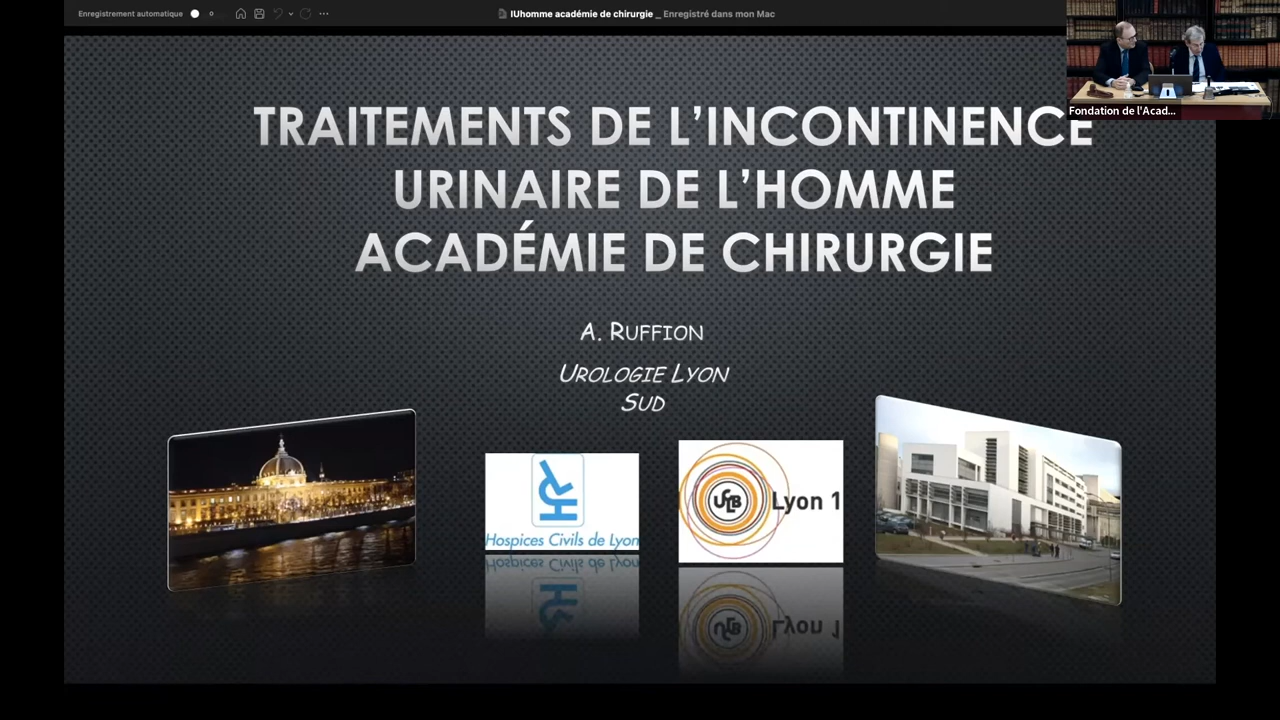 Enregistrement automatique
IUhomme académie de chirurgie _ Enregistré dans mon Mac
Fondation de l'Acad...
TRAITEMENTS DE L'INCONTINENCE
URINAIRE DE L'HOMME
ACADÉMIE DE CHIRURGIE
A. RUFFION
UROLOGIE LYON
SUD
Hospices Civils de Lyon
UCLB
Lyon 1